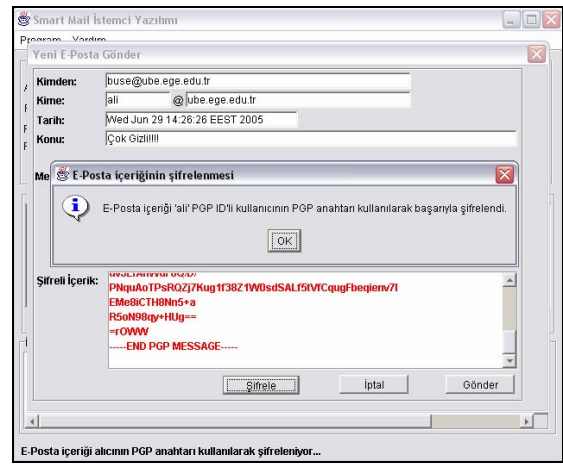 Smart Mail İstemci Yazılımı
Program Yardım
Yeni E-Posta Gönder
Kimden: buse@ube.ege.edu.tr
Kime: ali @ ube.ege.edu.tr
Tarih: Wed Jun 29 14:26:26 EEST 2005
Konu: Çok Gizli!!!!
Me
E-Posta içeriğinin şifrelenmesi
E-Posta içeriği 'ali' PGP ID'li kullanıcının PGP anahtarı kullanılarak başarıyla şifrelendi.
OK
Şifreli İçerik:
PNquAoTPsRQZj7Kug1f38Z1W0sdSALf5tVfCqugFbeqienv7l
EMe8iCTH8Nn5+a
R5oN98qy+HUg==
=rOWW
-----END PGP MESSAGE-----
Şifrele İptal Gönder
E-Posta içeriği alıcının PGP anahtarı kullanılarak şifreleniyor...